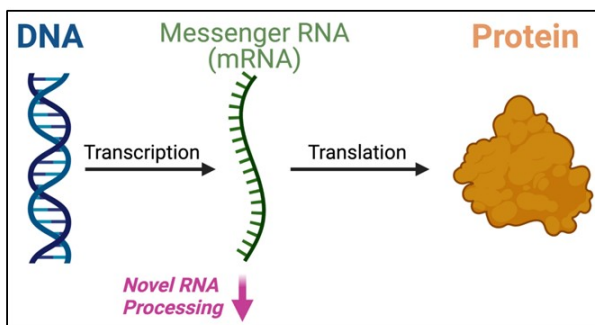 DNA
Messenger RNA
(mRNA)
Protein
Transcription
Translation
Novel RNA
Processing